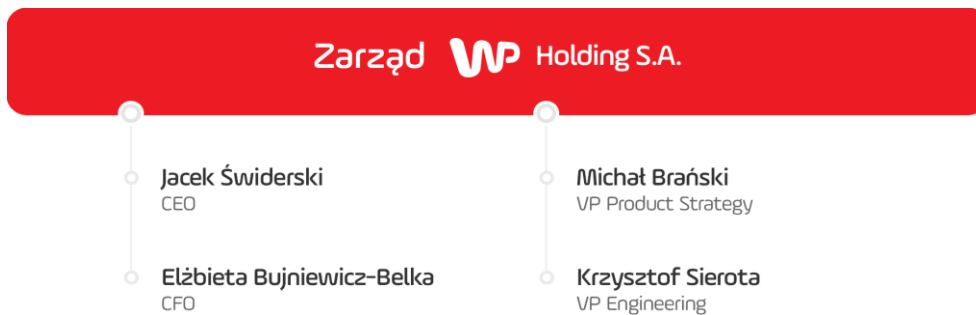 Zarząd WP Holding S.A.
Jacek Świderski
CEO
Elżbieta Bujniewicz-Belka
CFO
Michał Brański
VP Product Strategy
Krzysztof Sierota
VP Engineering